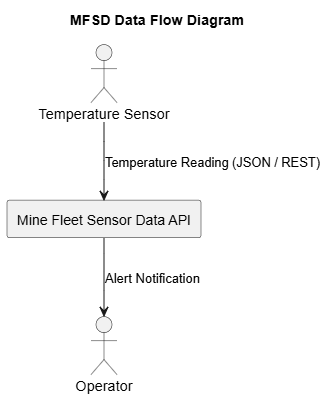 MFSD Data Flow Diagram
Temperature Sensor
Temperature Reading (JSON / REST)
Mine Fleet Sensor Data API
Alert Notification
Operator